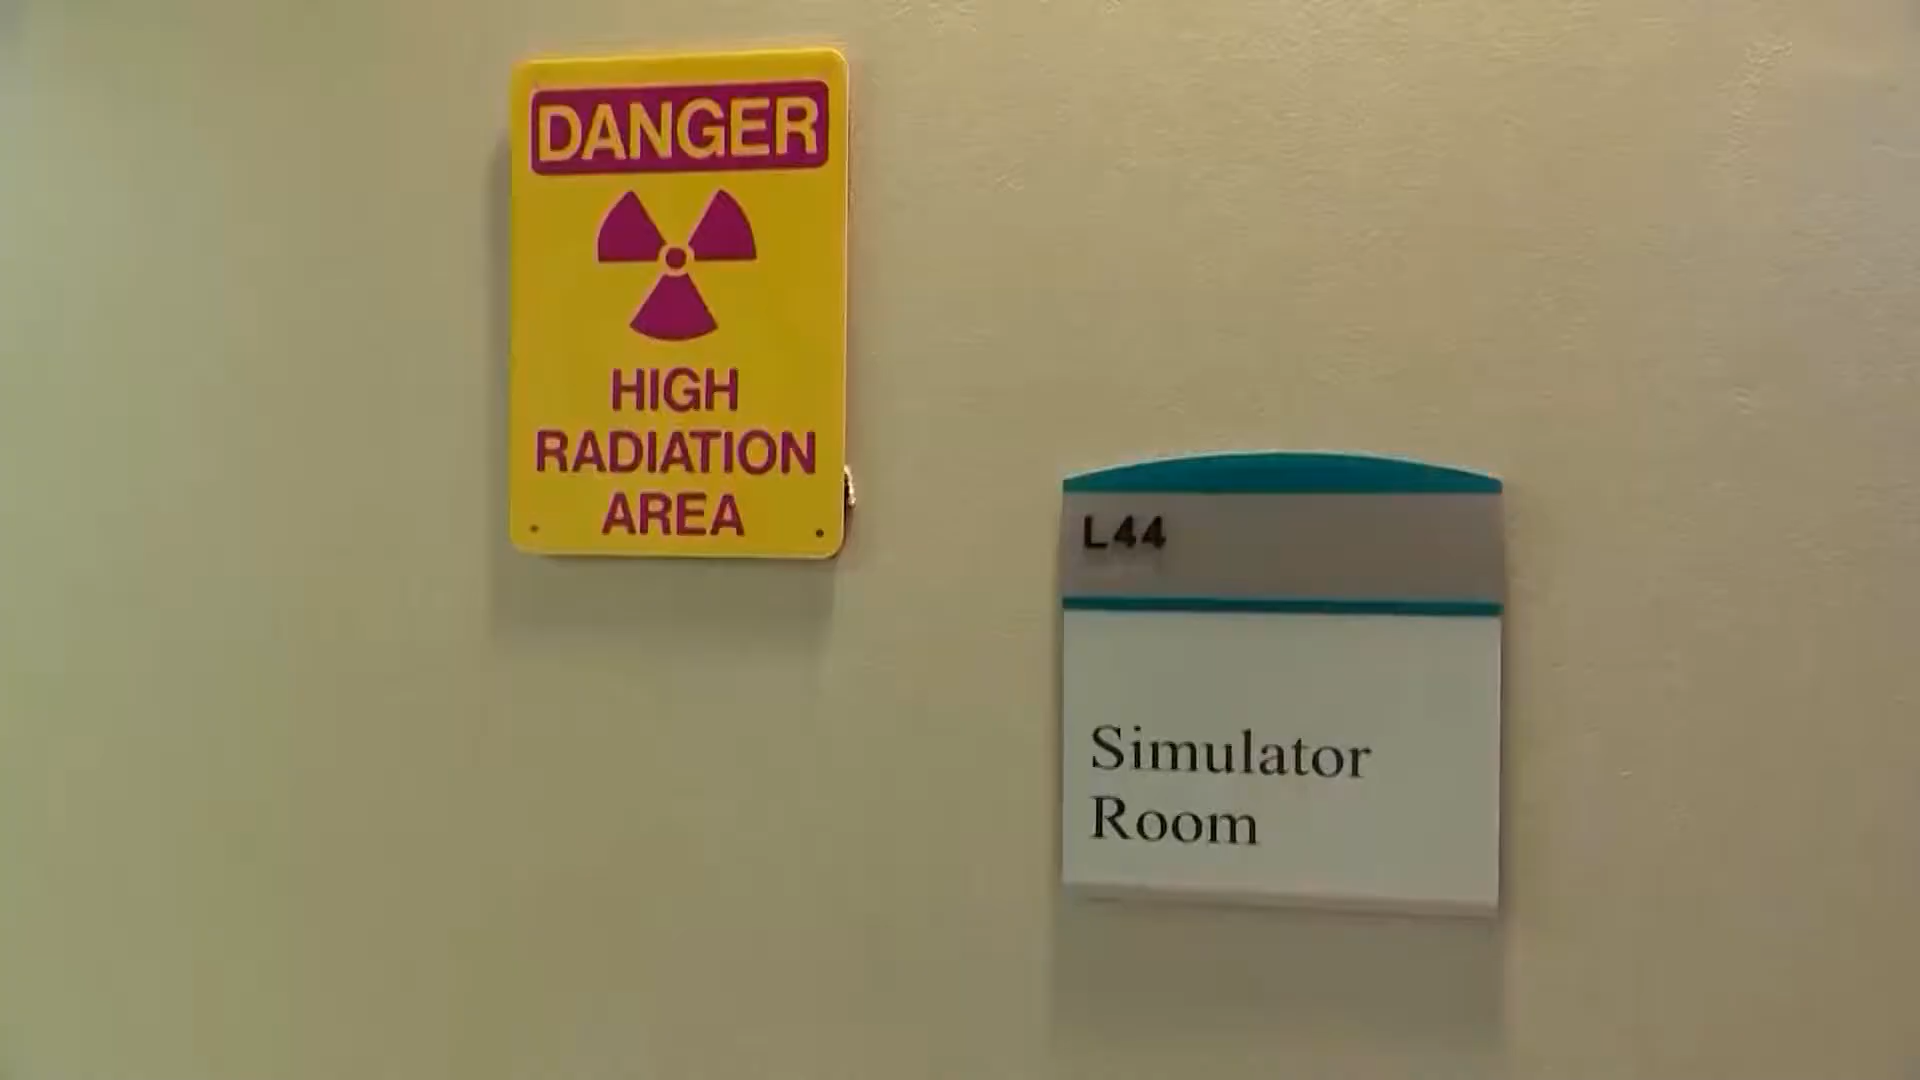 DANGER
HIGH
RADIATION
AREA
L44
Simulator
Room